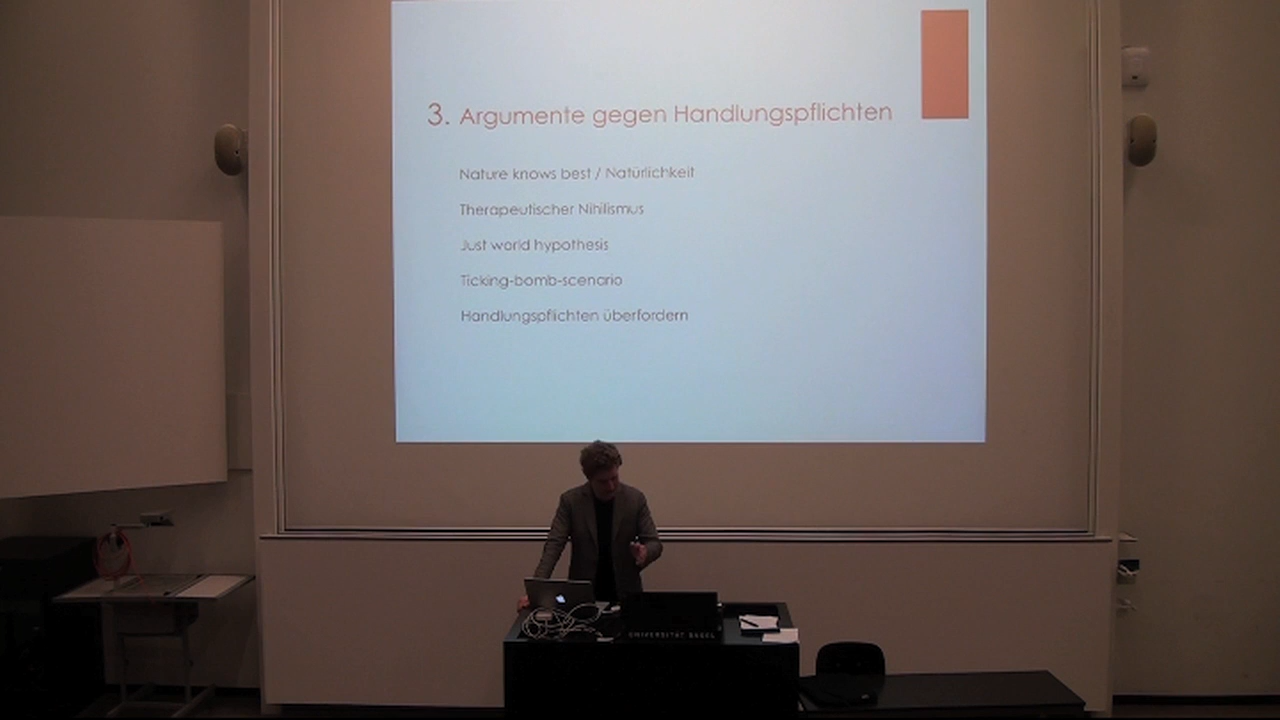 3. Argumente gegen Handlungspflichten
Nature knows best / Natürlichkeit
Therapeutischer Nihilismus
Just world hypothesis
Ticking-bomb-scenario
Handlungspflichten überfordern
UNIVERSITÄT BASEL